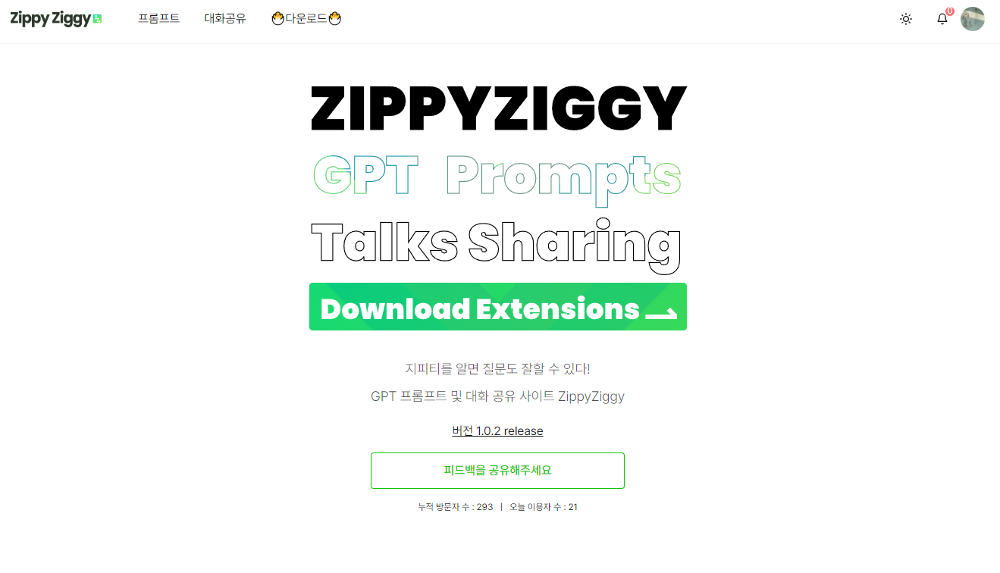 Zippy Ziggy
프롬프트 대화공유 🐣다운로드🐣
0
ZIPPYZIGGY
GPT Prompts
Talks Sharing
Download Extensions
지피티를 알면 질문도 잘할 수 있다!
GPT 프롬프트 및 대화 공유 사이트 ZippyZiggy
버전 1.0.2 release
피드백을 공유해주세요
누적 방문자 수 : 293 | 오늘 이용자 수 : 21